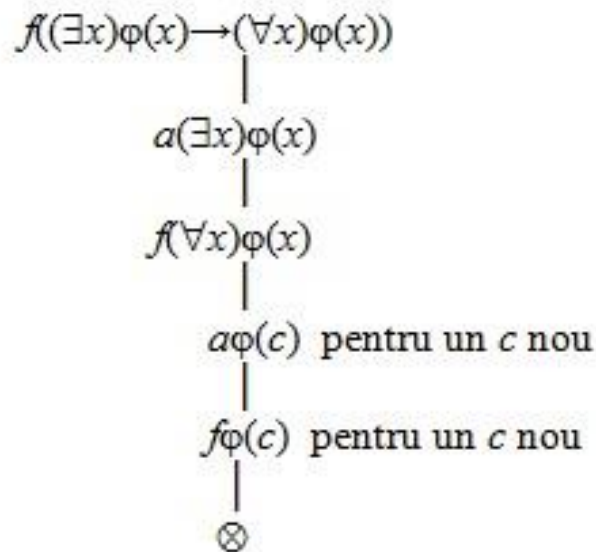 f((∃x)φ(x)→(∀x)φ(x))
a(∃x)φ(x)
f(∀x)φ(x)
aφ(c) pentru un c nou
fφ(c) pentru un c nou
⊗